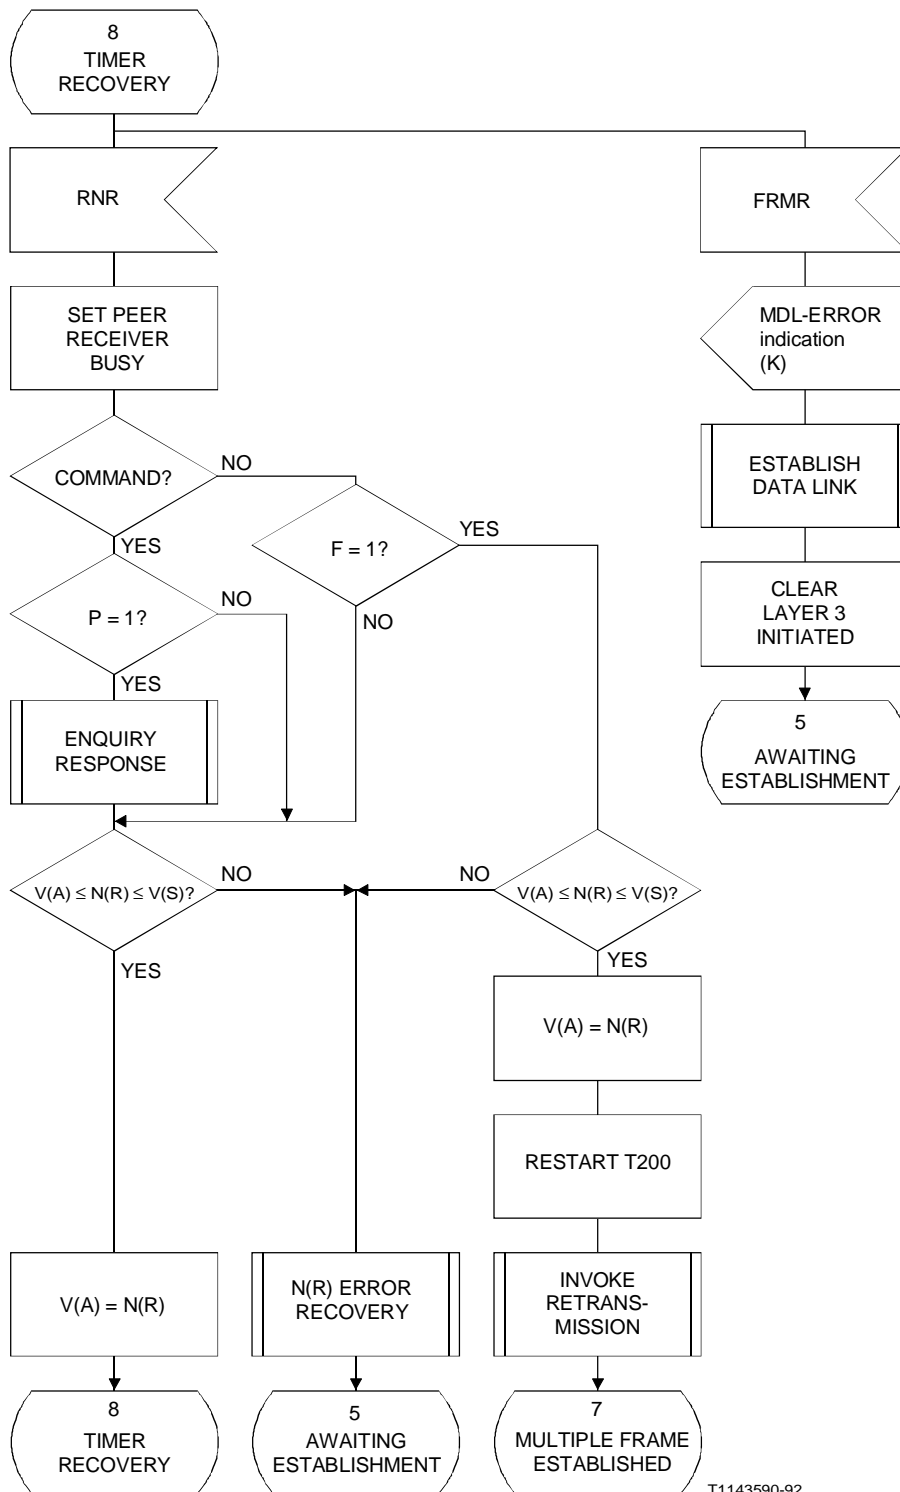 8
TIMER
RECOVERY
RNR
FRMR
SET PEER
RECEIVER
BUSY
MDL-ERROR
indication
(K)
COMMAND?
NO
YES
F = 1?
YES
NO
ESTABLISH
DATA LINK
P = 1?
NO
YES
CLEAR
LAYER 3
INITIATED
ENQUIRY
RESPONSE
5
AWAITING
ESTABLISHMENT
V(A) ≤ N(R) ≤ V(S)?
NO
YES
NO
V(A) ≤ N(R) ≤ V(S)?
YES
V(A) = N(R)
RESTART T200
V(A) = N(R)
N(R) ERROR
RECOVERY
INVOKE
RETRANS-
MISSION
8
TIMER
RECOVERY
5
AWAITING
ESTABLISHMENT
7
MULTIPLE FRAME
ESTABLISHED
T1143590-92